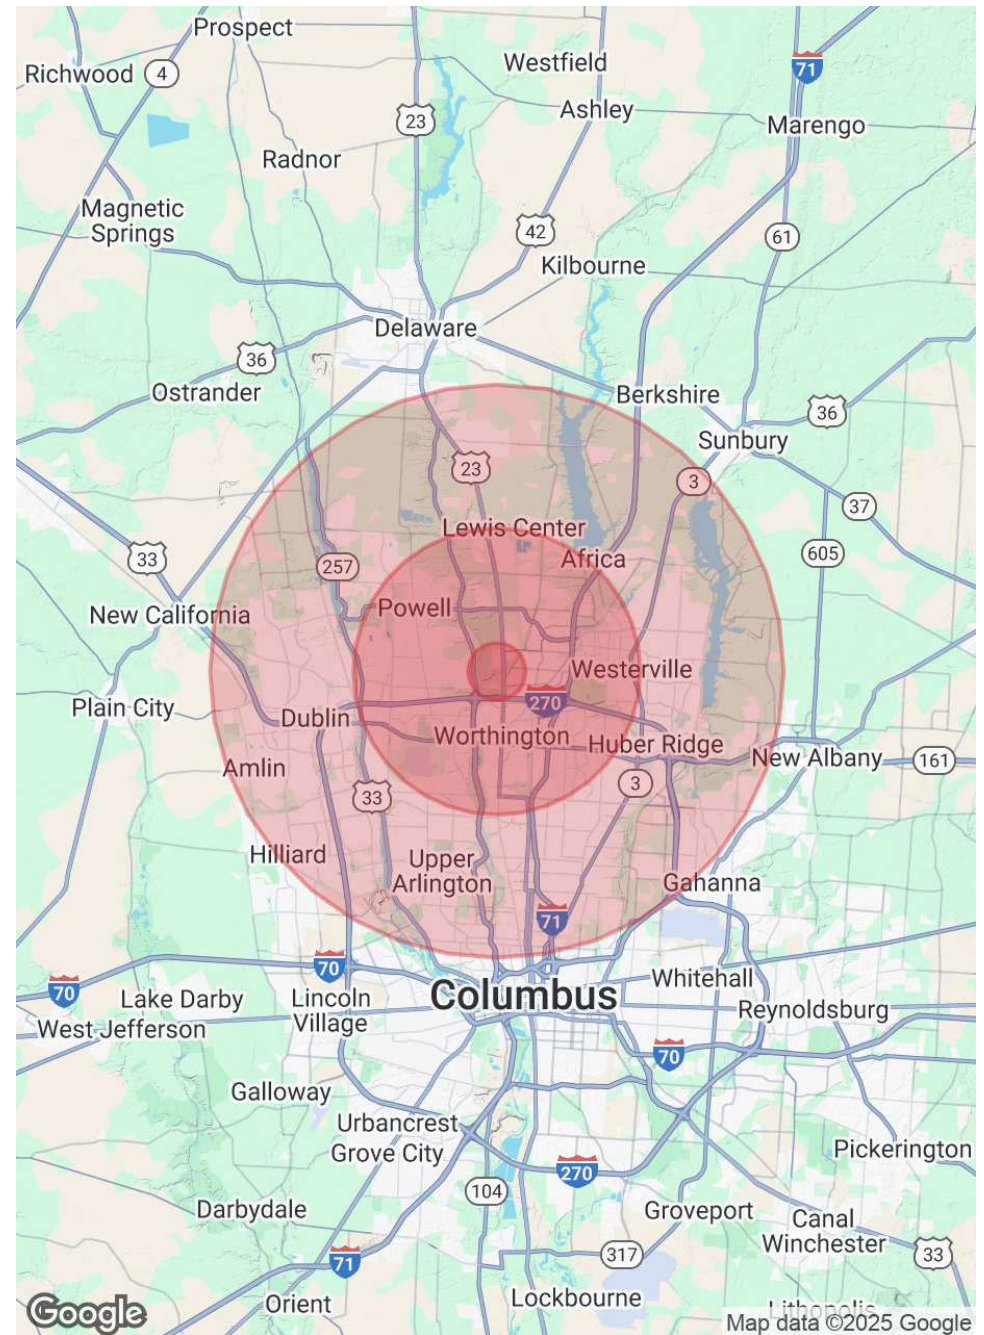 Prospect
Richwood
4
Westfield
71
23
Ashley
Marengo
Radnor
Magnetic
Springs
42
61
Kilbourne
Delaware
36
Ostrander
Berkshire
36
Sunbury
23
3
37
Lewis Center
33
257
Africa
605
New California
Powell
Westerville
Plain City
Dublin
270
Worthington
Huber Ridge
New Albany
161
Amlin
33
3
Hilliard
Upper
Arlington
Gahanna
71
70
Whitehall
70
Lake Darby
Lincoln
Village
Columbus
Reynoldsburg
West Jefferson
70
Galloway
Urbancrest
Grove City
Pickerington
270
104
Darbydale
Groveport
Canal
Winchester
317
33
71
Orient
Lockbourne
Lithopolis
Google
Map data ©2025 Google